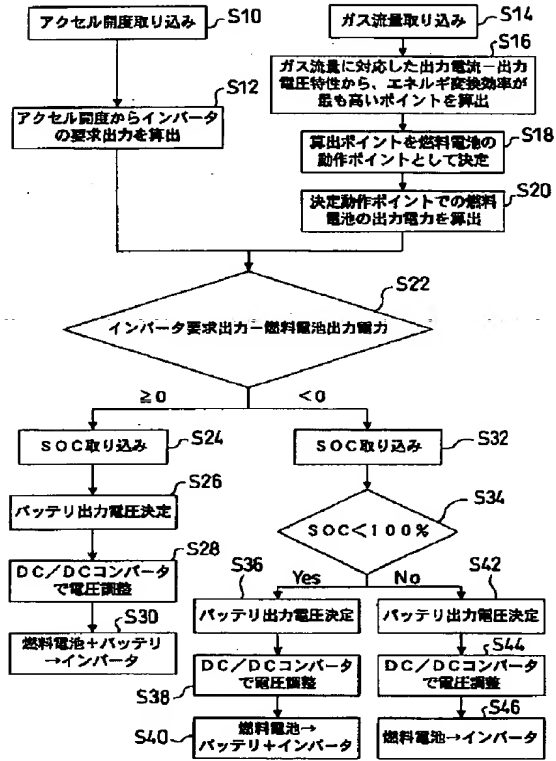 アクセル開度取り込み
S10
アクセル開度からインバータ
の要求出力を算出
S12
ガス流量取り込み
S14
ガス流量に対応した出力電流−出力
電圧特性から、エネルギ変換効率が
最も高いポイントを算出
S16
算出ポイントを燃料電池の
動作ポイントとして決定
S18
決定動作ポイントでの燃料
電池の出力電力を算出
S20
インバータ要求出力−燃料電池出力電力
S22
≧0
<0
SOC取り込み
S24
バッテリ出力電圧決定
S26
DC/DCコンバータ
で電圧調整
S28
燃料電池+バッテリ
→インバータ
S30
SOC取り込み
S32
SOC<100%
S34
Yes
No
バッテリ出力電圧決定
S36
DC/DCコンバータ
で電圧調整
S38
燃料電池→
バッテリ+インバータ
S40
バッテリ出力電圧決定
S42
DC/DCコンバータ
で電圧調整
S44
燃料電池→インバータ
S46